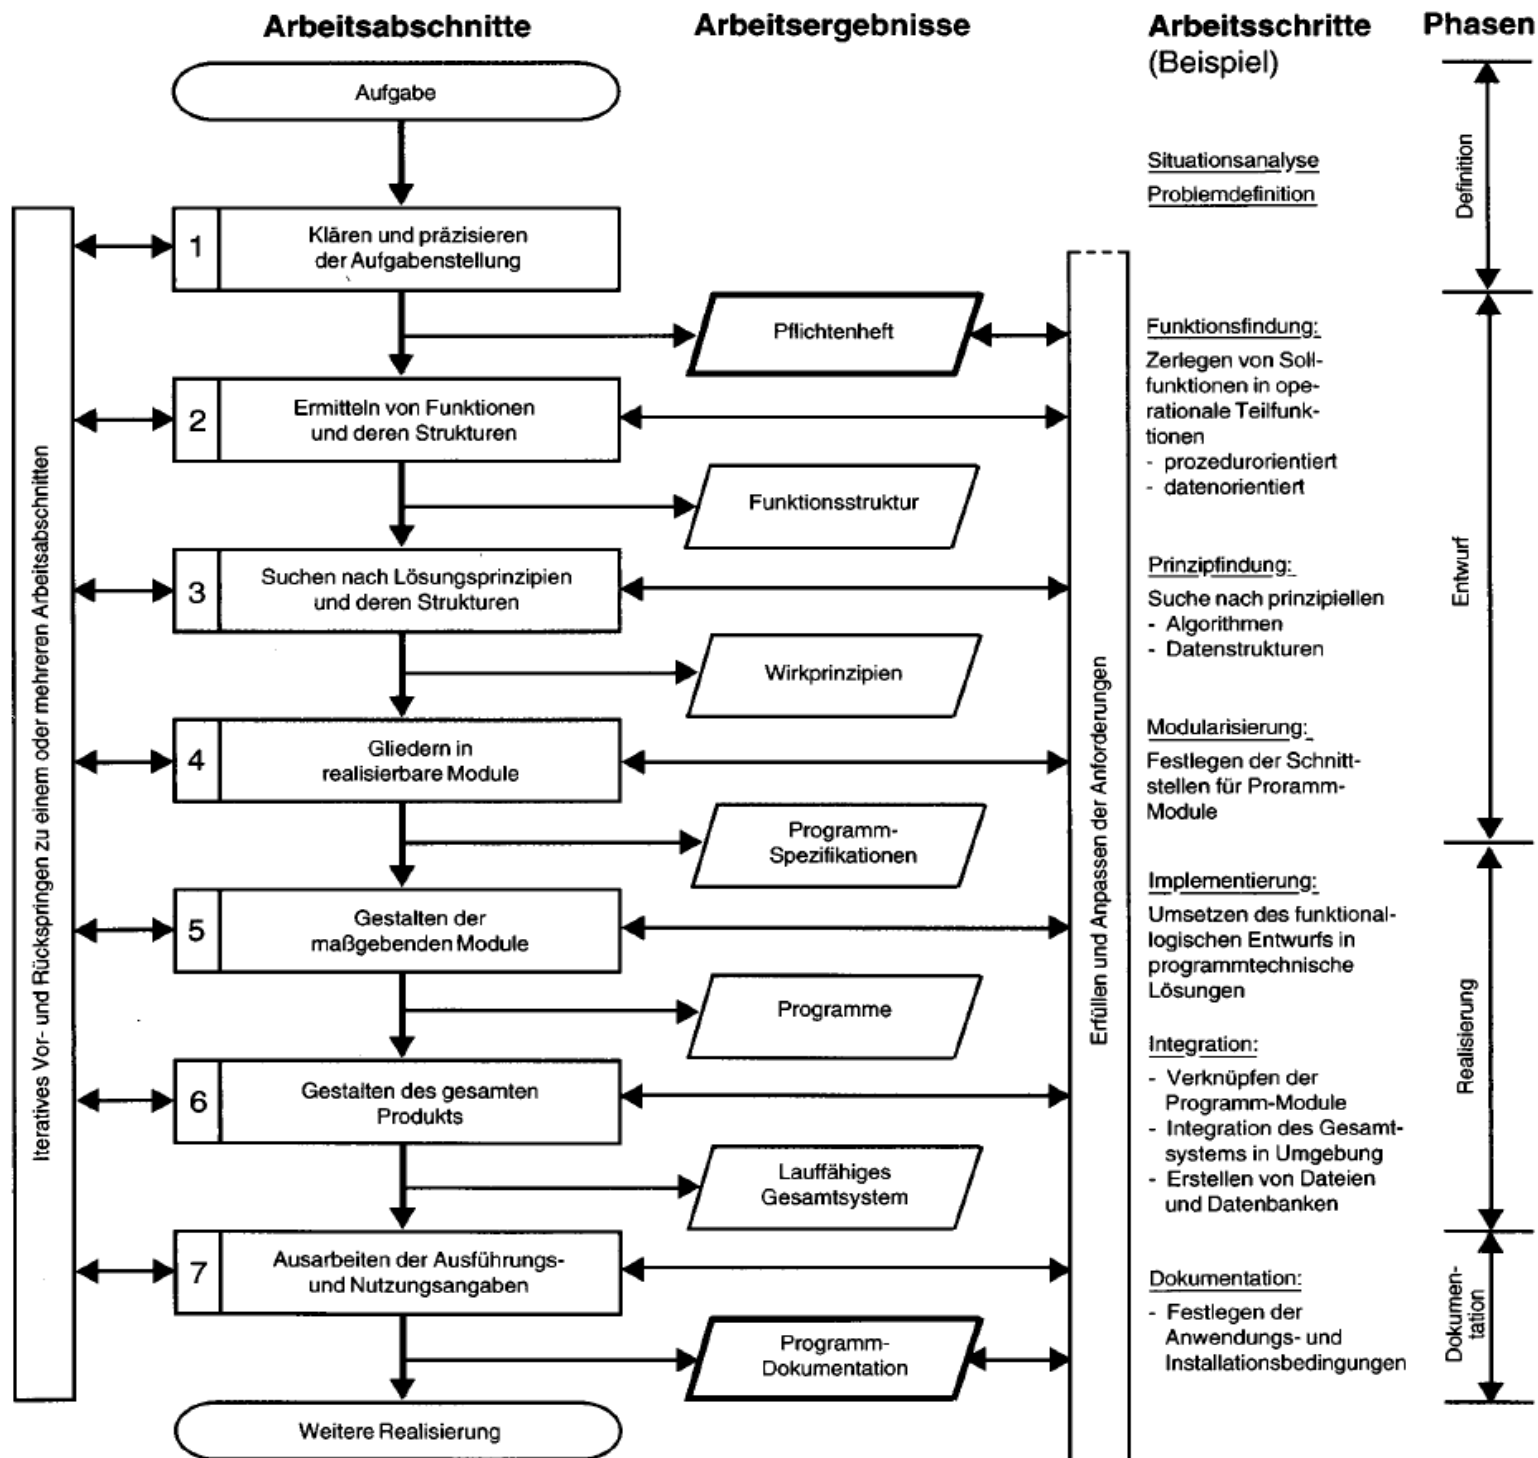 Arbeitsabschnitte
Arbeitsergebnisse
Arbeitsschritte
(Beispiel)
Phasen
Aufgabe
1
Klären und präzisieren
der Aufgabenstellung
Pflichtenheft
2
Ermitteln von Funktionen
und deren Strukturen
Funktionsstruktur
3
Suchen nach Lösungsprinzipien
und deren Strukturen
Wirkprinzipien
4
Gliedern in
realisierbare Module
Programm-
Spezifikationen
5
Gestalten der
maßgebenden Module
Programme
6
Gestalten des gesamten
Produkts
Lauffähiges
Gesamtsystem
7
Ausarbeiten der Ausführungs-
und Nutzungsangaben
Programm-
Dokumentation
Weitere Realisierung
Iteratives Vor- und Rückspringen zu einem oder mehreren Arbeitsabschnitten
Erfüllen und Anpassen der Anforderungen
Situationsanalyse
Problemdefinition
Funktionsfindung:
Zerlegen von Soll-
funktionen in ope-
rationale Teilfunk-
tionen
- prozedurorientiert
- datenorientiert
Prinzipfindung:
Suche nach prinzipiellen
- Algorithmen
- Datenstrukturen
Modularisierung:
Festlegen der Schnitt-
stellen für Proramm-
Module
Implementierung:
Umsetzen des funktional-
logischen Entwurfs in
programmtechnische
Lösungen
Integration:
- Verknüpfen der
Programm-Module
- Integration des Gesamt-
systems in Umgebung
- Erstellen von Dateien
und Datenbanken
Dokumentation:
- Festlegen der
Anwendungs- und
Installationsbedingungen
Definition
Entwurf
Realisierung
Dokumen-
tation